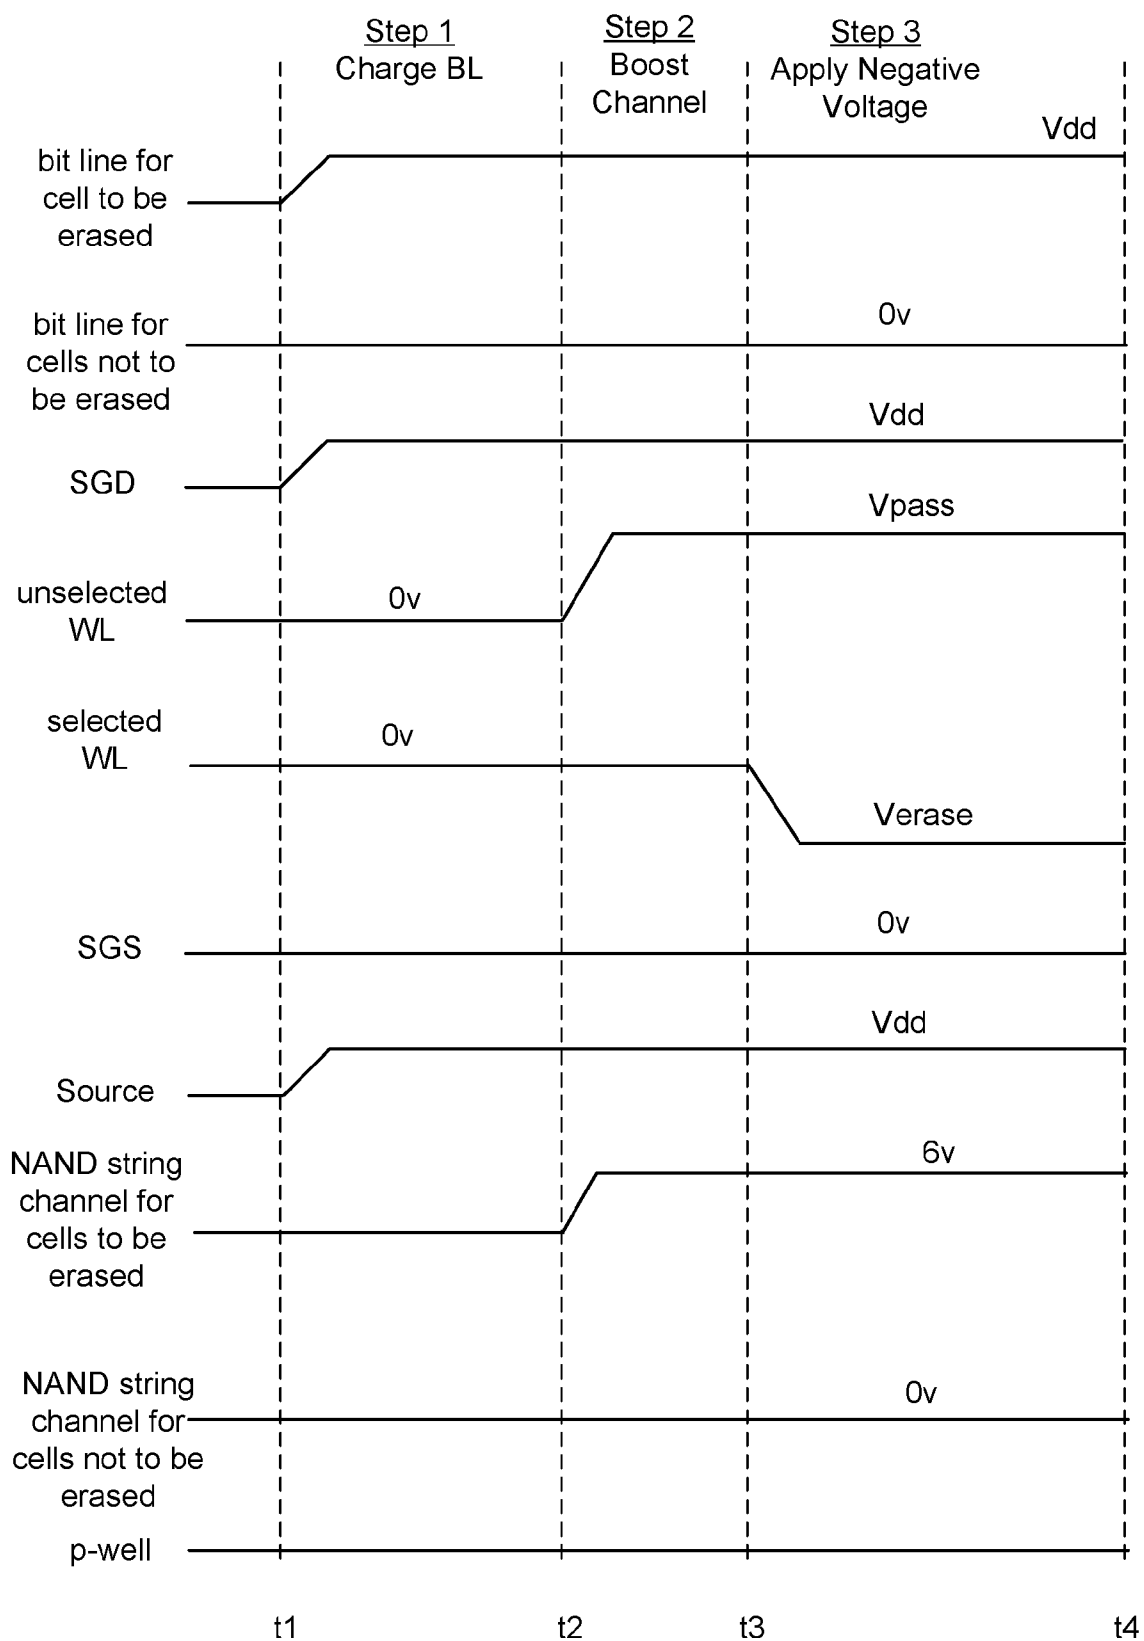 Step 1
Charge BL
Step 2
Boost
Channel
Step 3
Apply Negative
Voltage
Vdd
bit line for
cell to be
erased
0v
bit line for
cells not to
be erased
Vdd
SGD
Vpass
unselected
WL
0v
selected
WL
0v
Verase
0v
SGS
Vdd
Source
6v
NAND string
channel for
cells to be
erased
0v
NAND string
channel for
cells not to be
erased
p-well
t1
t2
t3
t4